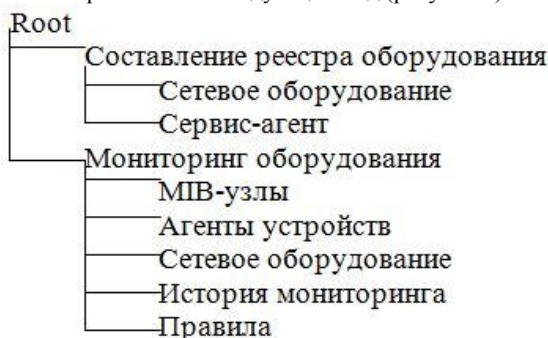 Root
Составление реестра оборудования
Сетевое оборудование
Сервис-агент
Мониторинг оборудования
MIB-узлы
Агенты устройств
Сетевое оборудование
История мониторинга
Правила